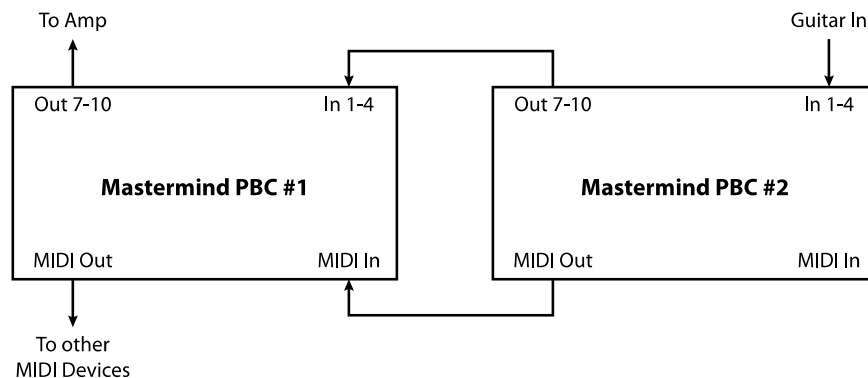 To Amp
Guitar In
Out 7-10
In 1-4
Out 7-10
In 1-4
Mastermind PBC #1
Mastermind PBC #2
MIDI Out
MIDI In
MIDI Out
MIDI In
To other
MIDI Devices